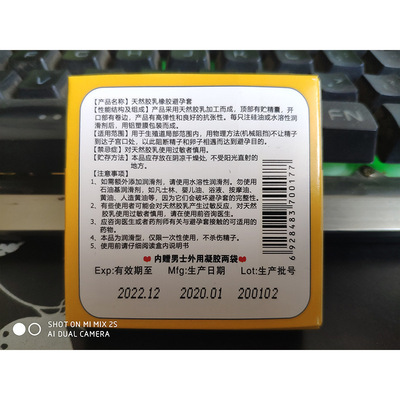 [产品名称] 天然胶乳橡胶避孕套
[性能结构及组成] 产品采用天然胶乳加工而成，顶部有贮精囊，开
口部有卷边，产品有高弹性和良好的抗张性。每只注硅油或水溶性润
滑剂后，用铝塑膜包装而成。
[适用范围] 用于生殖道局部范围内，用物理方法(机械阻挡)不让精子
到达子宫口处，以此阻断精子和卵子相遇而达到避孕目的。
[禁忌症] 对天然胶乳使用过敏者慎用。
[贮存方法] 本品应存放在阴凉干燥处，不受阳光直射的
地方。
[注意事项]
1、如需额外添加润滑剂，请使用水溶性润滑剂。勿使用
石油基润滑剂，如凡士林、婴儿油、浴液、按摩油、
黄油、人造黄油等，因为它们会破坏避孕套的完整性。
2、有些使用者可能会对天然胶乳产生过敏反应，对天然
胶乳使用过敏者慎用，请在使用前咨询医生。
3、应咨询医生或者药剂师有关与避孕套接触的可适用的
药物。
4、本品为润滑型，仅限一次性使用，不杀伤精子。
5、使用前请仔细阅读盒内说明书
6928483700177
❤内赠男士外用凝胶两袋❤
Exp:有效期至 Mfg:生产日期 Lot:生产批号
2022.12 2020.01 200102
SHOT ON MI MIX 2S
AI DUAL CAMERA